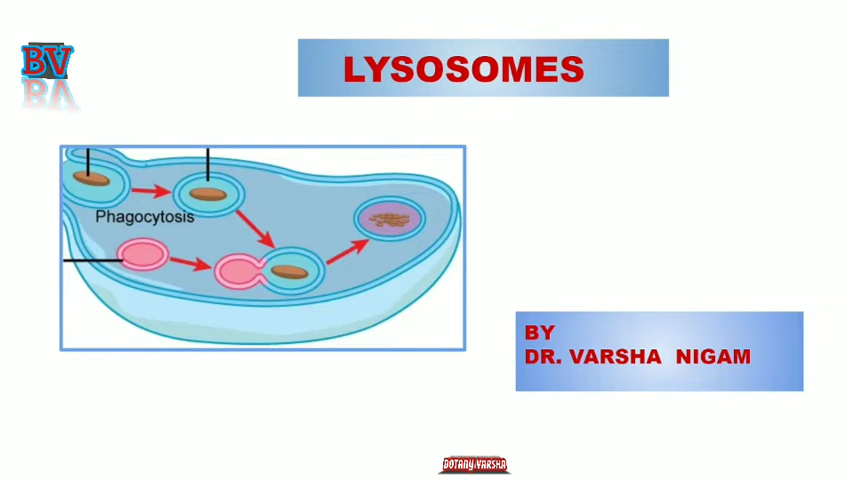 BV
LYSOSOMES
Phagocytosis
BY
DR. VARSHA NIGAM
BOTANY VARSHA